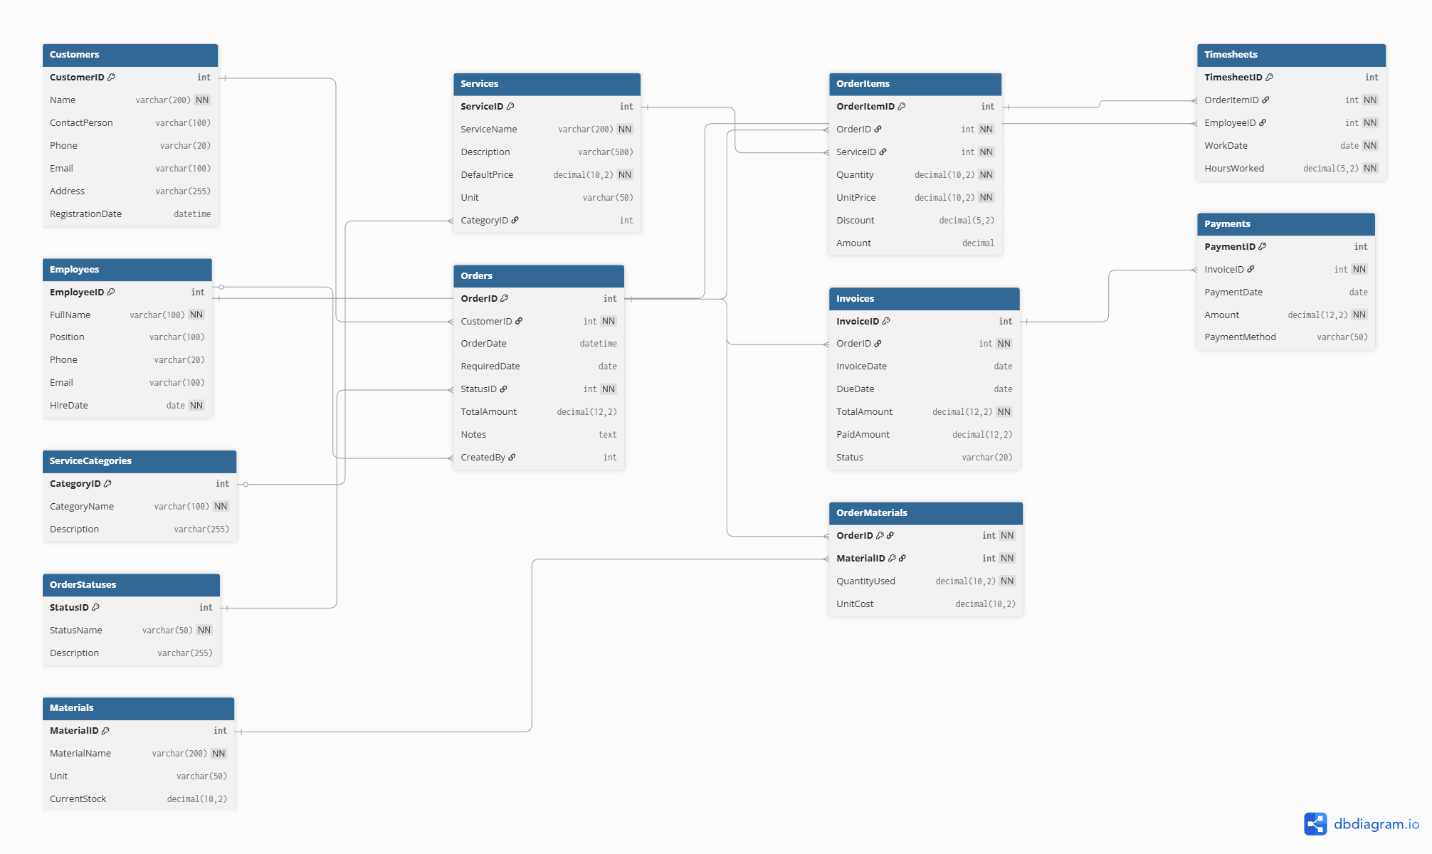 Customers
CustomerID int
Name varchar(200) NN
ContactPerson varchar(100)
Phone varchar(20)
Email varchar(100)
Address varchar(255)
RegistrationDate datetime
Employees
EmployeeID int
FullName varchar(100) NN
Position varchar(100)
Phone varchar(20)
Email varchar(100)
HireDate date NN
ServiceCategories
CategoryID int
CategoryName varchar(100) NN
Description varchar(255)
OrderStatuses
StatusID int
StatusName varchar(50) NN
Description varchar(255)
Materials
MaterialID int
MaterialName varchar(200) NN
Unit varchar(50)
CurrentStock decimal(10,2)
Services
ServiceID int
ServiceName varchar(200) NN
Description varchar(500)
DefaultPrice decimal(10,2) NN
Unit varchar(50)
CategoryID int
Orders
OrderID int
CustomerID int NN
OrderDate datetime
RequiredDate date
StatusID int NN
TotalAmount decimal(12,2)
Notes text
CreatedBy int
OrderItems
OrderItemID int
OrderID int NN
ServiceID int NN
Quantity decimal(10,2) NN
UnitPrice decimal(10,2) NN
Discount decimal(5,2)
Amount decimal
Invoices
InvoiceID int
OrderID int NN
InvoiceDate date
DueDate date
TotalAmount decimal(12,2) NN
PaidAmount decimal(12,2)
Status varchar(20)
OrderMaterials
OrderID int NN
MaterialID int NN
QuantityUsed decimal(10,2) NN
UnitCost decimal(10,2)
Timesheets
TimesheetID int
OrderItemID int NN
EmployeeID int NN
WorkDate date NN
HoursWorked decimal(5,2) NN
Payments
PaymentID int
InvoiceID int NN
PaymentDate date
Amount decimal(12,2) NN
PaymentMethod varchar(50)
dbdiagram.io